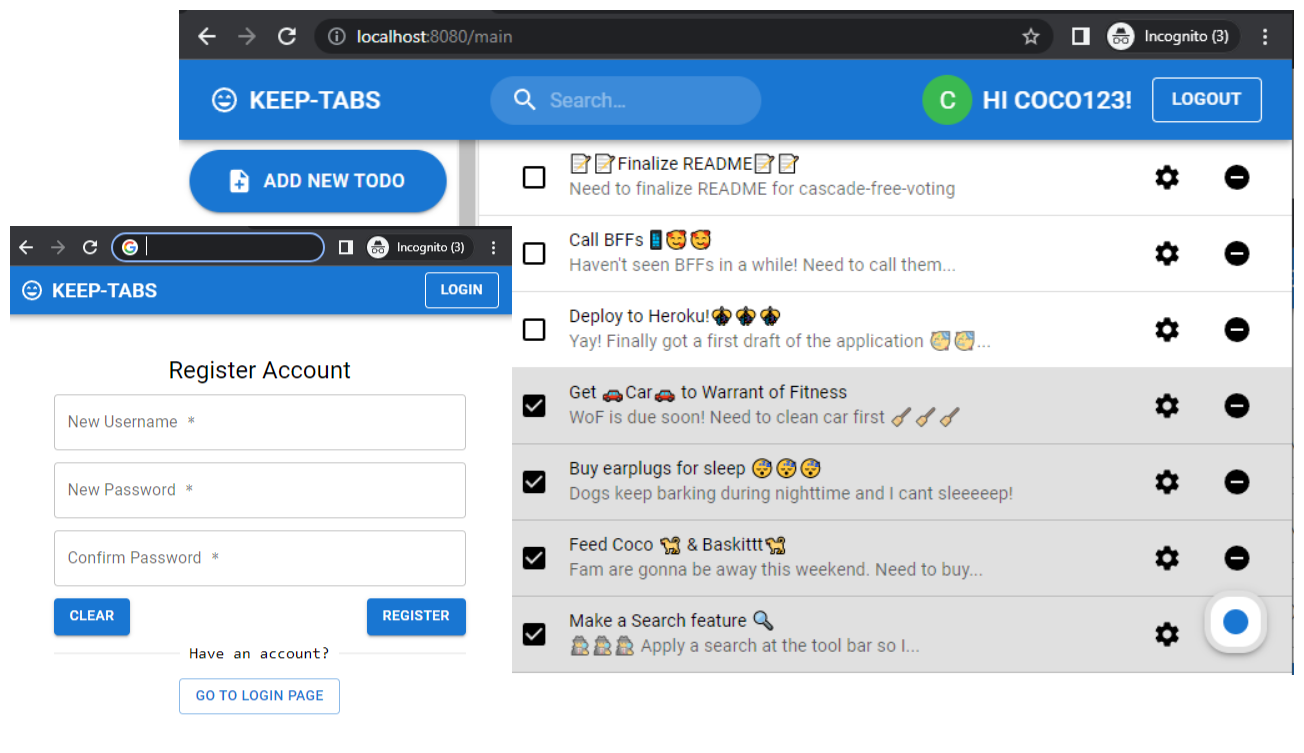 localhost:8080/main
Incognito (3)
KEEP-TABS
Search...
C
HI COCO123!
LOGOUT
ADD NEW TODO
📝📝Finalize README📝📝
Need to finalize README for cascade-free-voting
Call BFFs 📱🥰🥰
Haven't seen BFFs in a while! Need to call them...
Deploy to Heroku!🐝🐝🐝
Yay! Finally got a first draft of the application 🥳🥳...
Get 🚗Car🚗 to Warrant of Fitness
WoF is due soon! Need to clean car first 🧹🧹🧹
Buy earplugs for sleep 😴😴😴
Dogs keep barking during nighttime and I cant sleeeeep!
Feed Coco 🐕 & Baskittt🐕
Fam are gonna be away this weekend. Need to buy...
Make a Search feature 🔍
🕵🕵🕵 Apply a search at the tool bar so I...
Incognito (3)
KEEP-TABS
LOGIN
Register Account
New Username *
New Password *
Confirm Password *
CLEAR
REGISTER
Have an account?
GO TO LOGIN PAGE